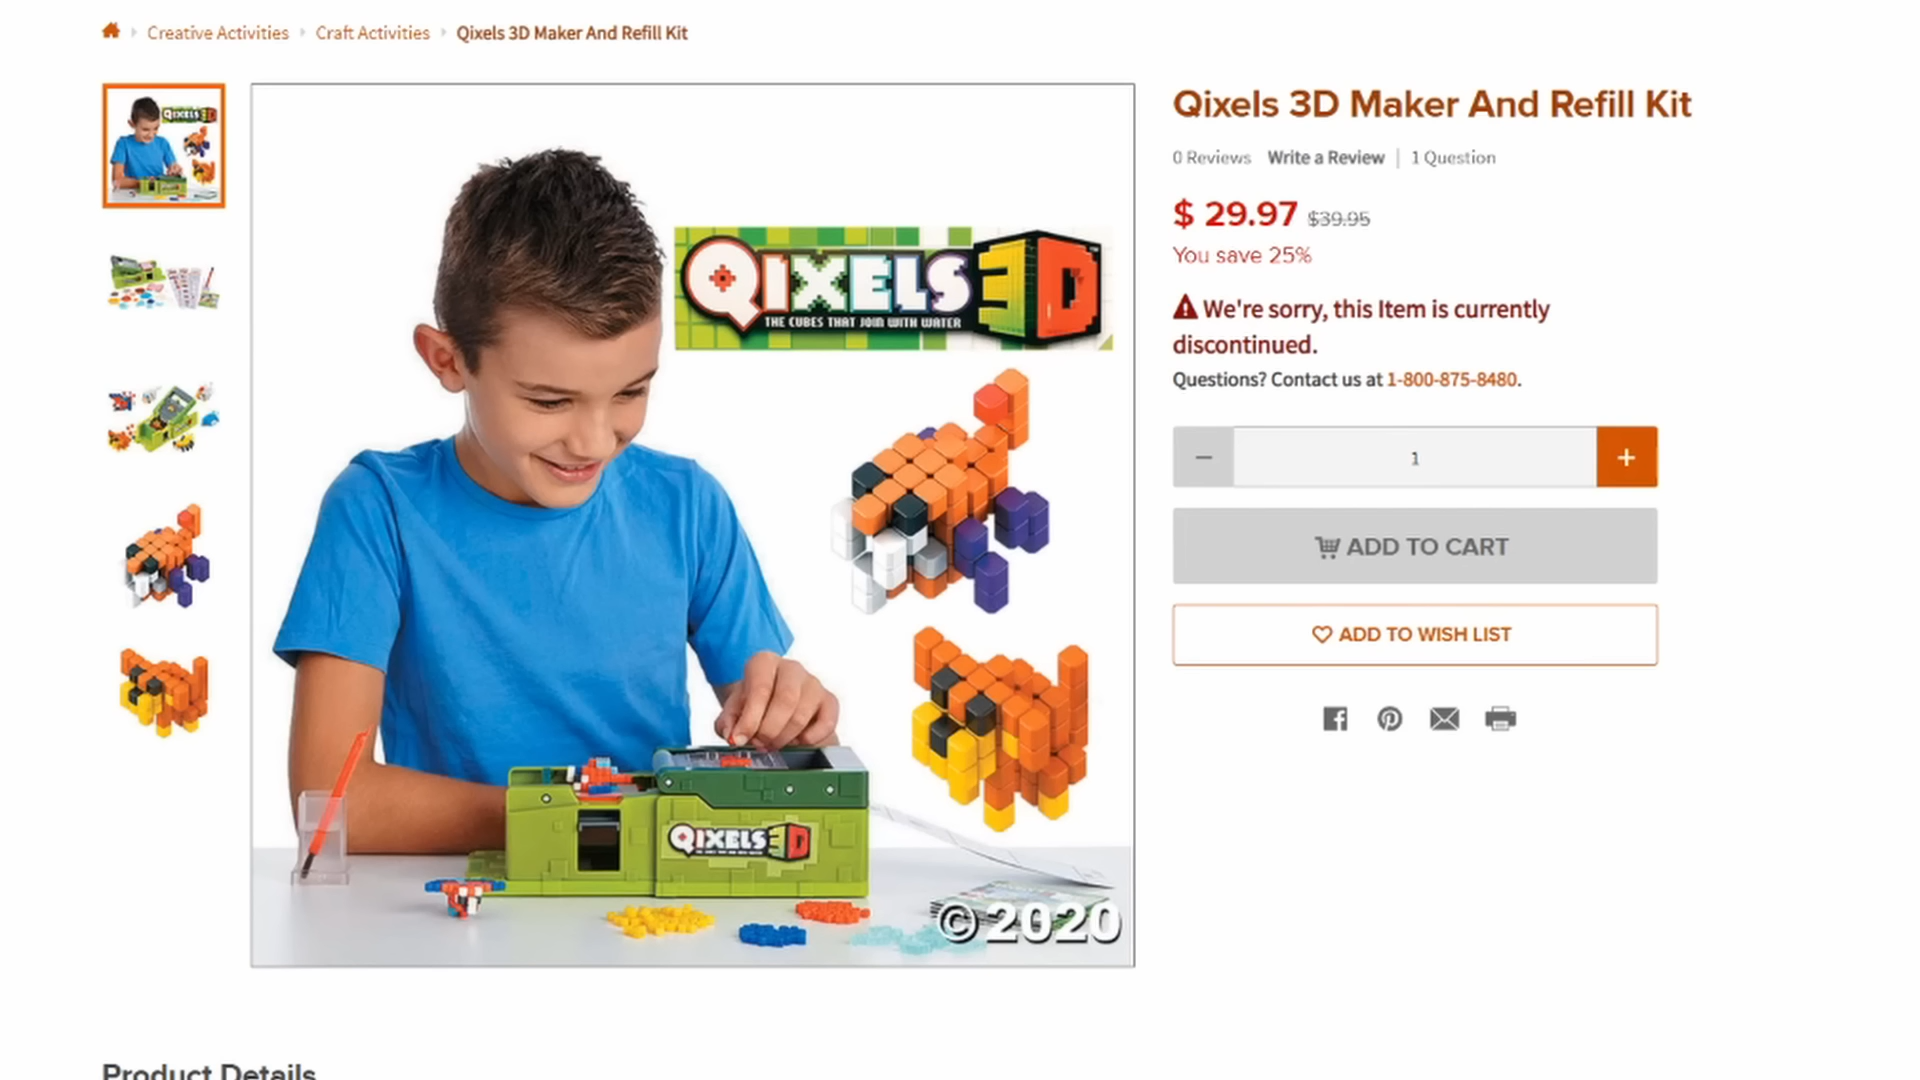 Creative Activities Craft Activities Qixels 3D Maker And Refill Kit
QIXELS 3D
THE CUBES THAT JOIN WITH WATER
QIXELS 3D
©2020
Qixels 3D Maker And Refill Kit
0 Reviews Write a Review | 1 Question
$ 29.97 $39.95
You save 25%
We're sorry, this Item is currently
discontinued.
Questions? Contact us at 1-800-875-8480.
− 1 +
ADD TO CART
ADD TO WISH LIST
Product Details